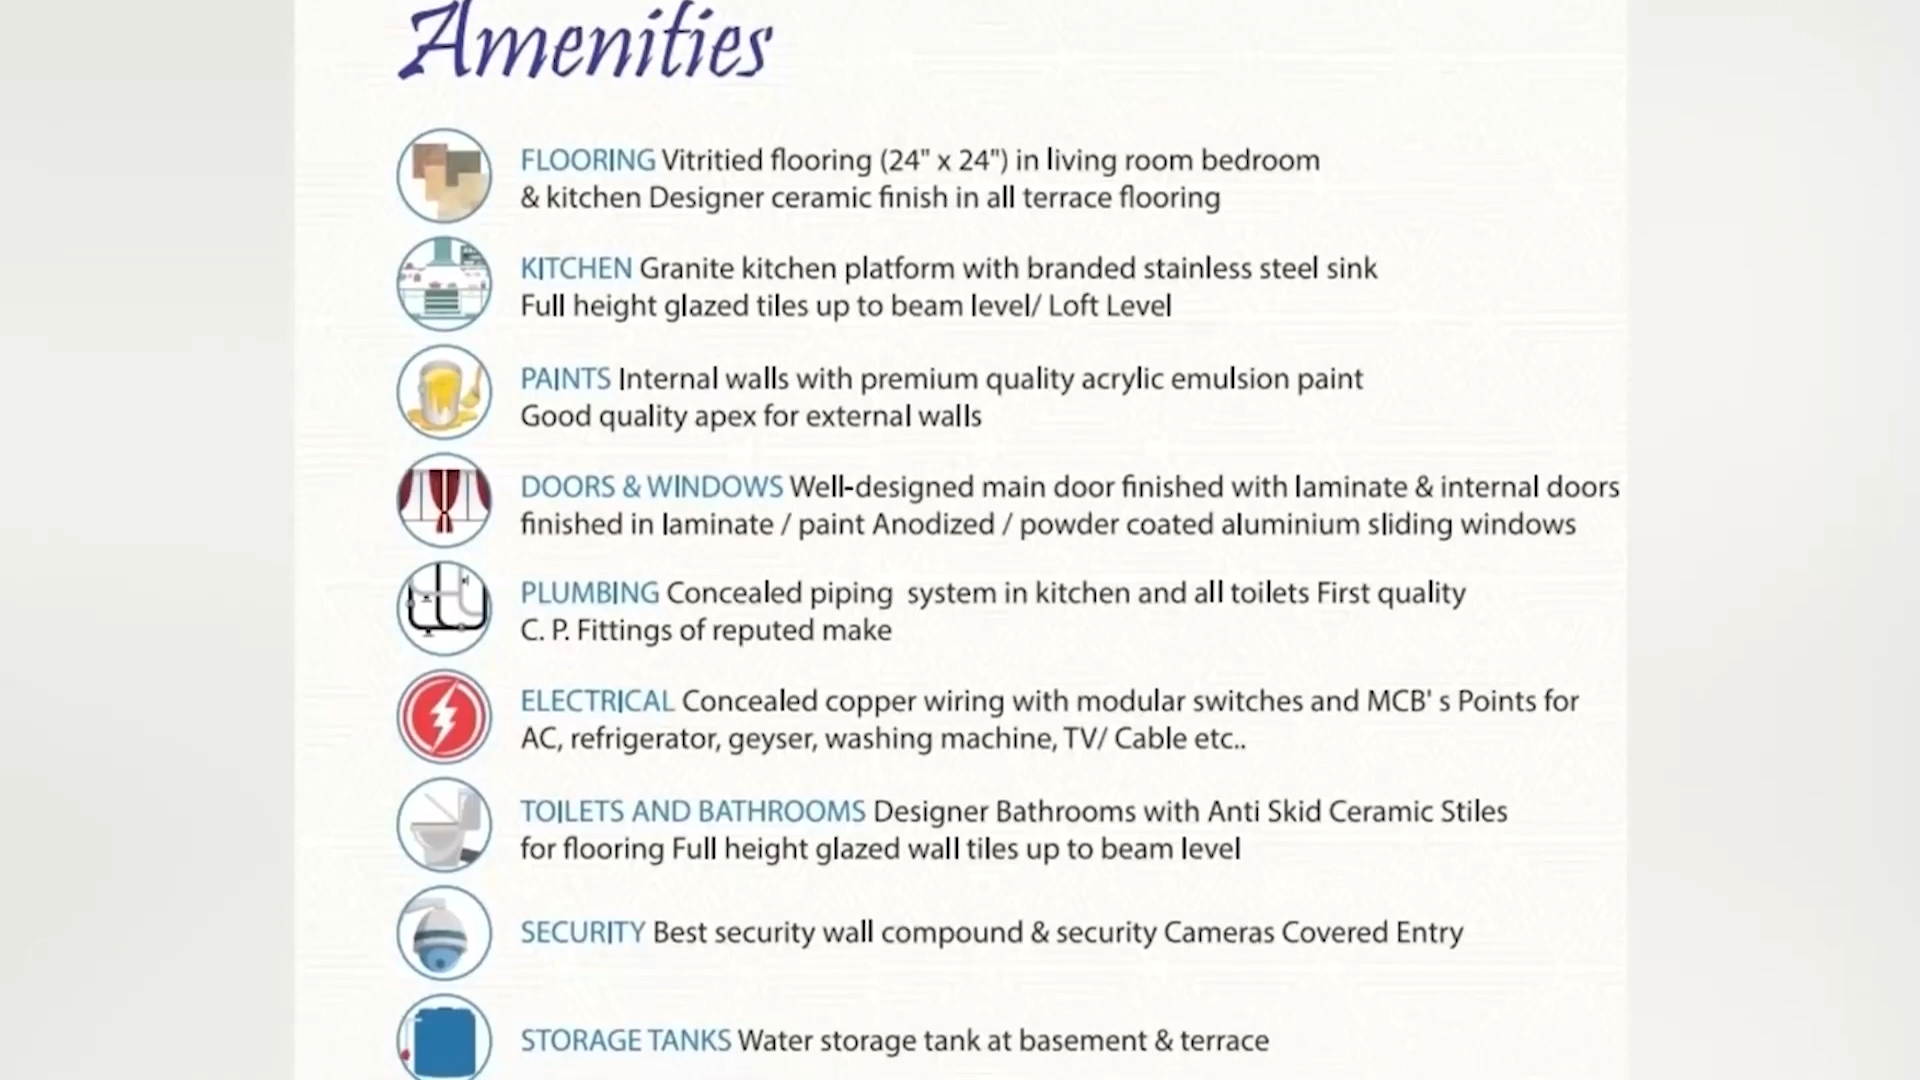 Amenities
FLOORING Vitritied flooring (24" x 24") in living room bedroom
& kitchen Designer ceramic finish in all terrace flooring
KITCHEN Granite kitchen platform with branded stainless steel sink
Full height glazed tiles up to beam level/ Loft Level
PAINTS Internal walls with premium quality acrylic emulsion paint
Good quality apex for external walls
DOORS & WINDOWS Well-designed main door finished with laminate & internal doors
finished in laminate / paint Anodized / powder coated aluminium sliding windows
PLUMBING Concealed piping  system in kitchen and all toilets First quality
C. P. Fittings of reputed make
ELECTRICAL Concealed copper wiring with modular switches and MCB' s Points for
AC, refrigerator, geyser, washing machine, TV/ Cable etc..
TOILETS AND BATHROOMS Designer Bathrooms with Anti Skid Ceramic Stiles
for flooring Full height glazed wall tiles up to beam level
SECURITY Best security wall compound & security Cameras Covered Entry
STORAGE TANKS Water storage tank at basement & terrace